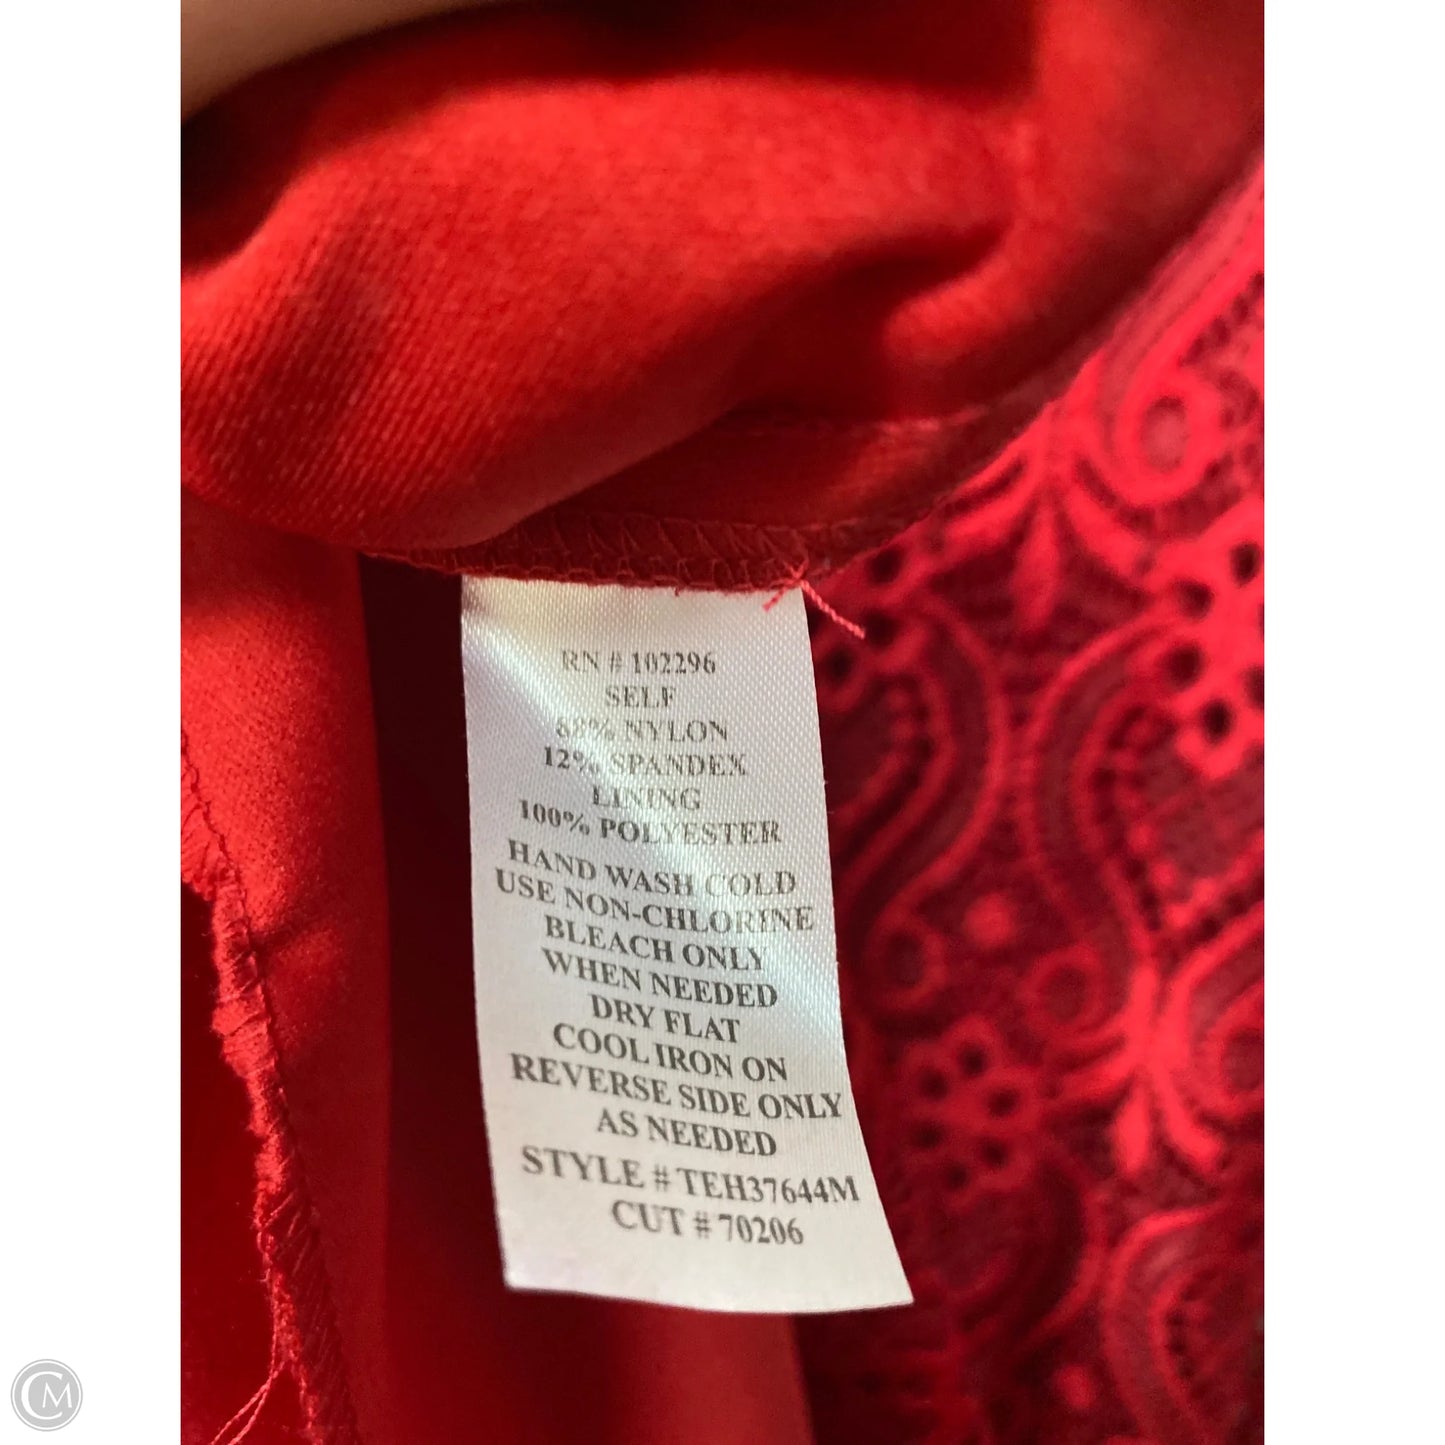 RN # 102296
SELF
88% NYLON
12% SPANDEX
LINING
100% POLYESTER
HAND WASH COLD
USE NON-CHLORINE
BLEACH ONLY
WHEN NEEDED
DRY FLAT
COOL IRON ON
REVERSE SIDE ONLY
AS NEEDED
STYLE # TEH37644M
CUT # 70206
CM